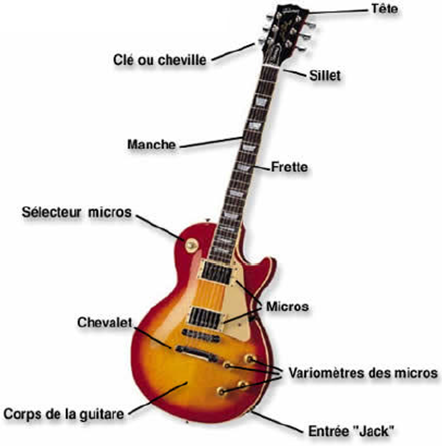 Tête
Clé ou cheville
Sillet
Manche
Frette
Sélecteur micros
Micros
Chevalet
Variomètres des micros
Corps de la guitare
Entrée "Jack"